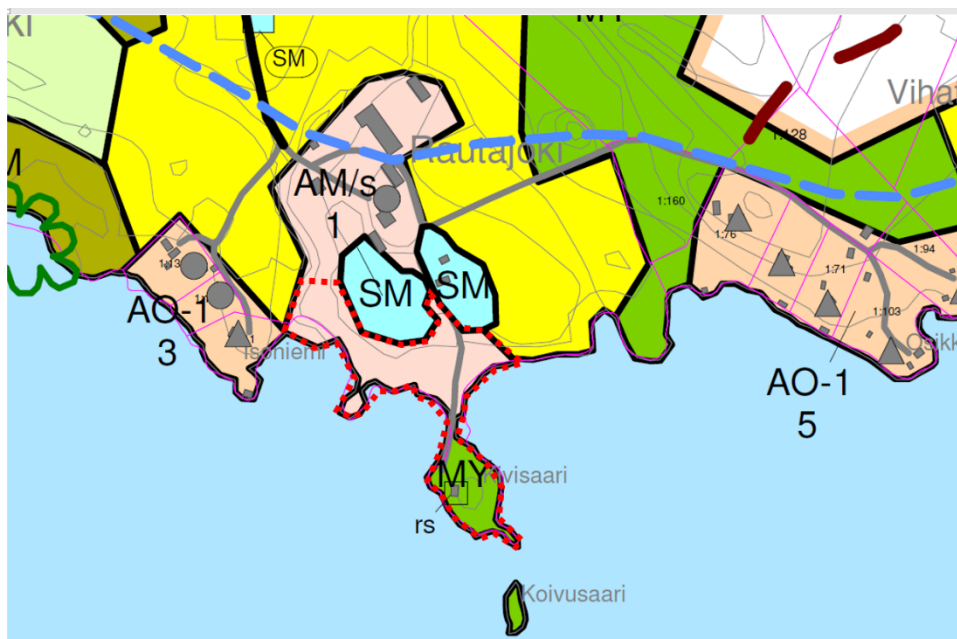 SM
Rautajoki
1:128
AM/s
1
1:160
1:76
1:94
1:71
SM
SM
1:103
AO-1
3
Isoniemi
AO-1
5
MY
Kivisaari
rs
Koivusaari